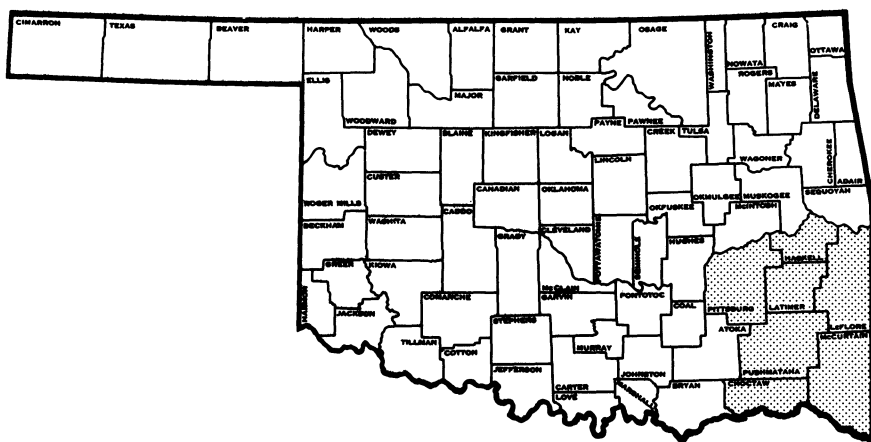 CIMARRON TEXAS BEAVER HARPER WOODS ALFALFA GRANT KAY OSAGE WASHINGTON CRAIG
NOWATA OTTAWA
ELLIS GARFIELD NOBLE ROGERS
MAYES DELAWARE
MAJOR
WOODWARD PAYNE PAWNEE
DEWEY BLAINE KINGFISHER LOGAN CREEK TULSA
LINCOLN WAGONER CHEROKEE
CUSTER ADAIR
CANADIAN OKLAHOMA OKMULGEE MUSKOGEE SEQUOYAH
ROGER MILLS CADDO OKFUSKEE McINTOSH
BECKHAM WASHITA CLEVELAND POTTAWATOMIE SEMINOLE
GRADY HUGHES
GREER KIOWA HASKELL
HARMON COMANCHE McCLAIN
GARVIN PONTOTOC
JACKSON COAL PITTSBURG LATIMER
STEPHENS ATOKA LeFLORE
TILLMAN COTTON MURRAY McCURTAIN
JEFFERSON JOHNSTON PUSHMATAHA
CARTER MARSHALL BRYAN CHOCTAW
LOVE